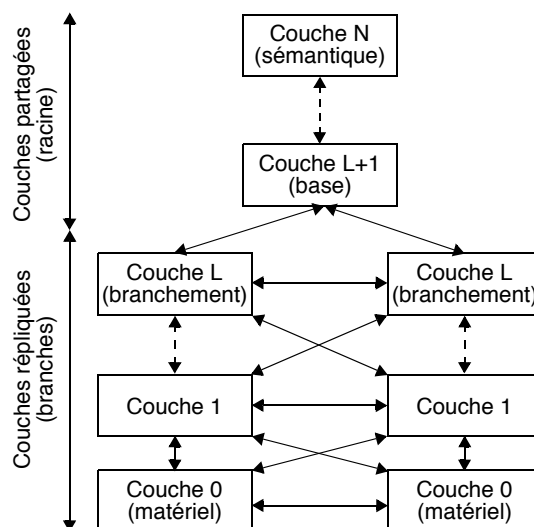 Couches partagées
(racine)
Couche N
(sémantique)
Couche L+1
(base)
Couches répliquées
(branches)
Couche L
(branchement)
Couche L
(branchement)
Couche 1
Couche 1
Couche 0
(matériel)
Couche 0
(matériel)